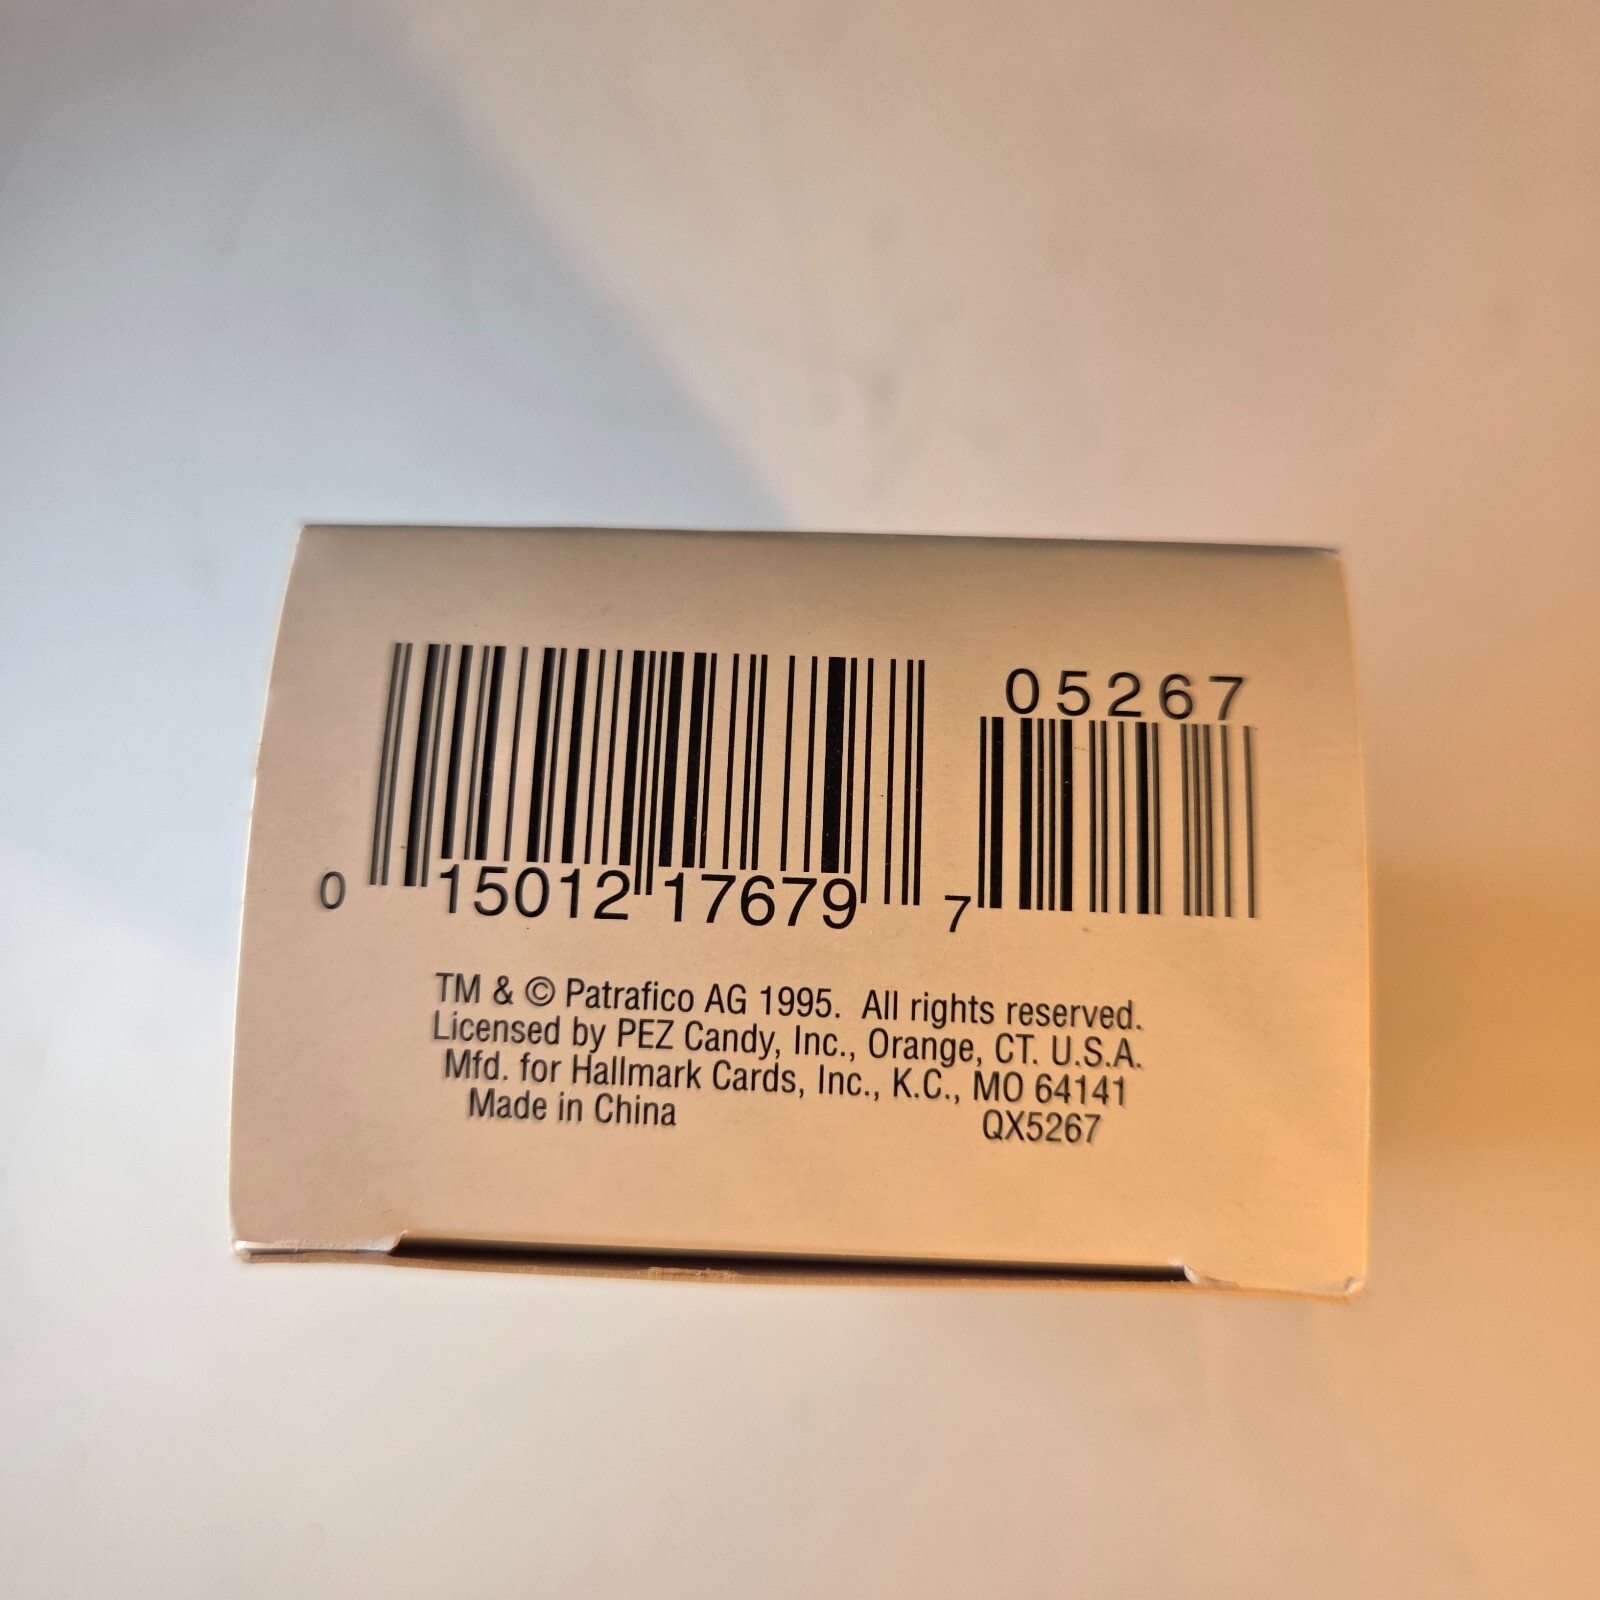 05267
0 15012 17679 7
TM & © Patrafico AG 1995. All rights reserved.
Licensed by PEZ Candy, Inc., Orange, CT. U.S.A.
Mfd. for Hallmark Cards, Inc., K.C., MO 64141
Made in China QX5267